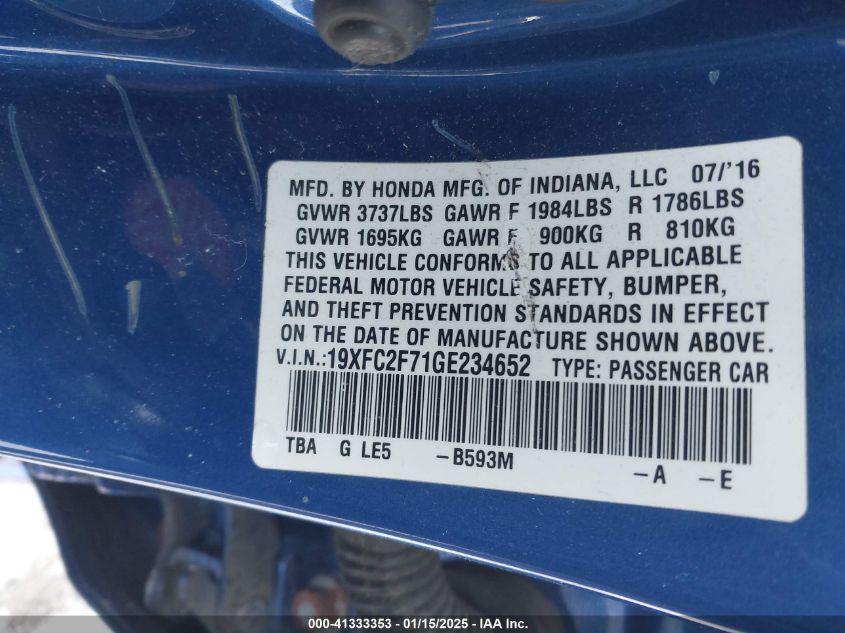 MFD. BY HONDA MFG. OF INDIANA, LLC 07/'16
GVWR 3737LBS GAWR F 1984LBS R 1786LBS
GVWR 1695KG GAWR F 900KG R 810KG
THIS VEHICLE CONFORMS TO ALL APPLICABLE
FEDERAL MOTOR VEHICLE SAFETY, BUMPER,
AND THEFT PREVENTION STANDARDS IN EFFECT
ON THE DATE OF MANUFACTURE SHOWN ABOVE.
V.I.N.:19XFC2F71GE234652 TYPE: PASSENGER CAR
TBA G LE5 -B593M -A -E
000-41333353 - 01/15/2025 - IAA Inc.